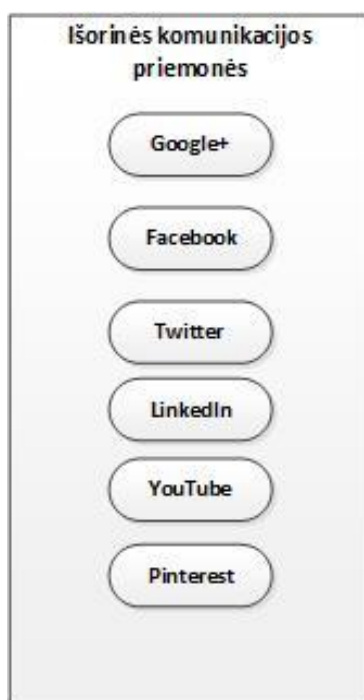 Išorinės komunikacijos
priemonės
Google+
Facebook
Twitter
LinkedIn
YouTube
Pinterest